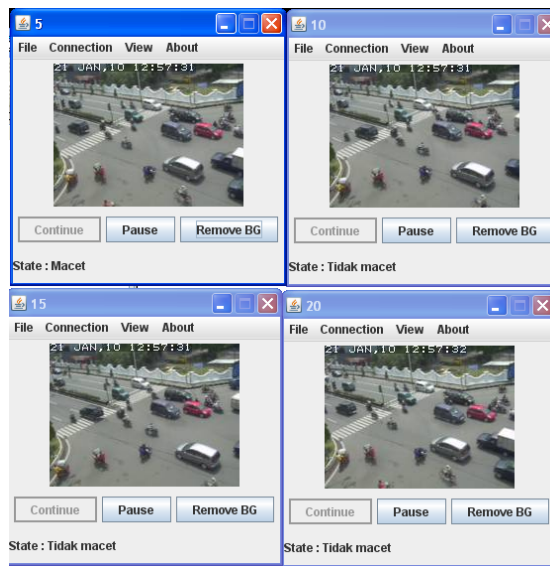 5
File Connection View About
21 JAN,10 12:57:31
Continue Pause Remove BG
State : Macet
10
File Connection View About
21 JAN,10 12:57:31
Continue Pause Remove BG
State : Tidak macet
15
File Connection View About
21 JAN,10 12:57:31
Continue Pause Remove BG
State : Tidak macet
20
File Connection View About
21 JAN,10 12:57:32
Continue Pause Remove BG
State : Tidak macet